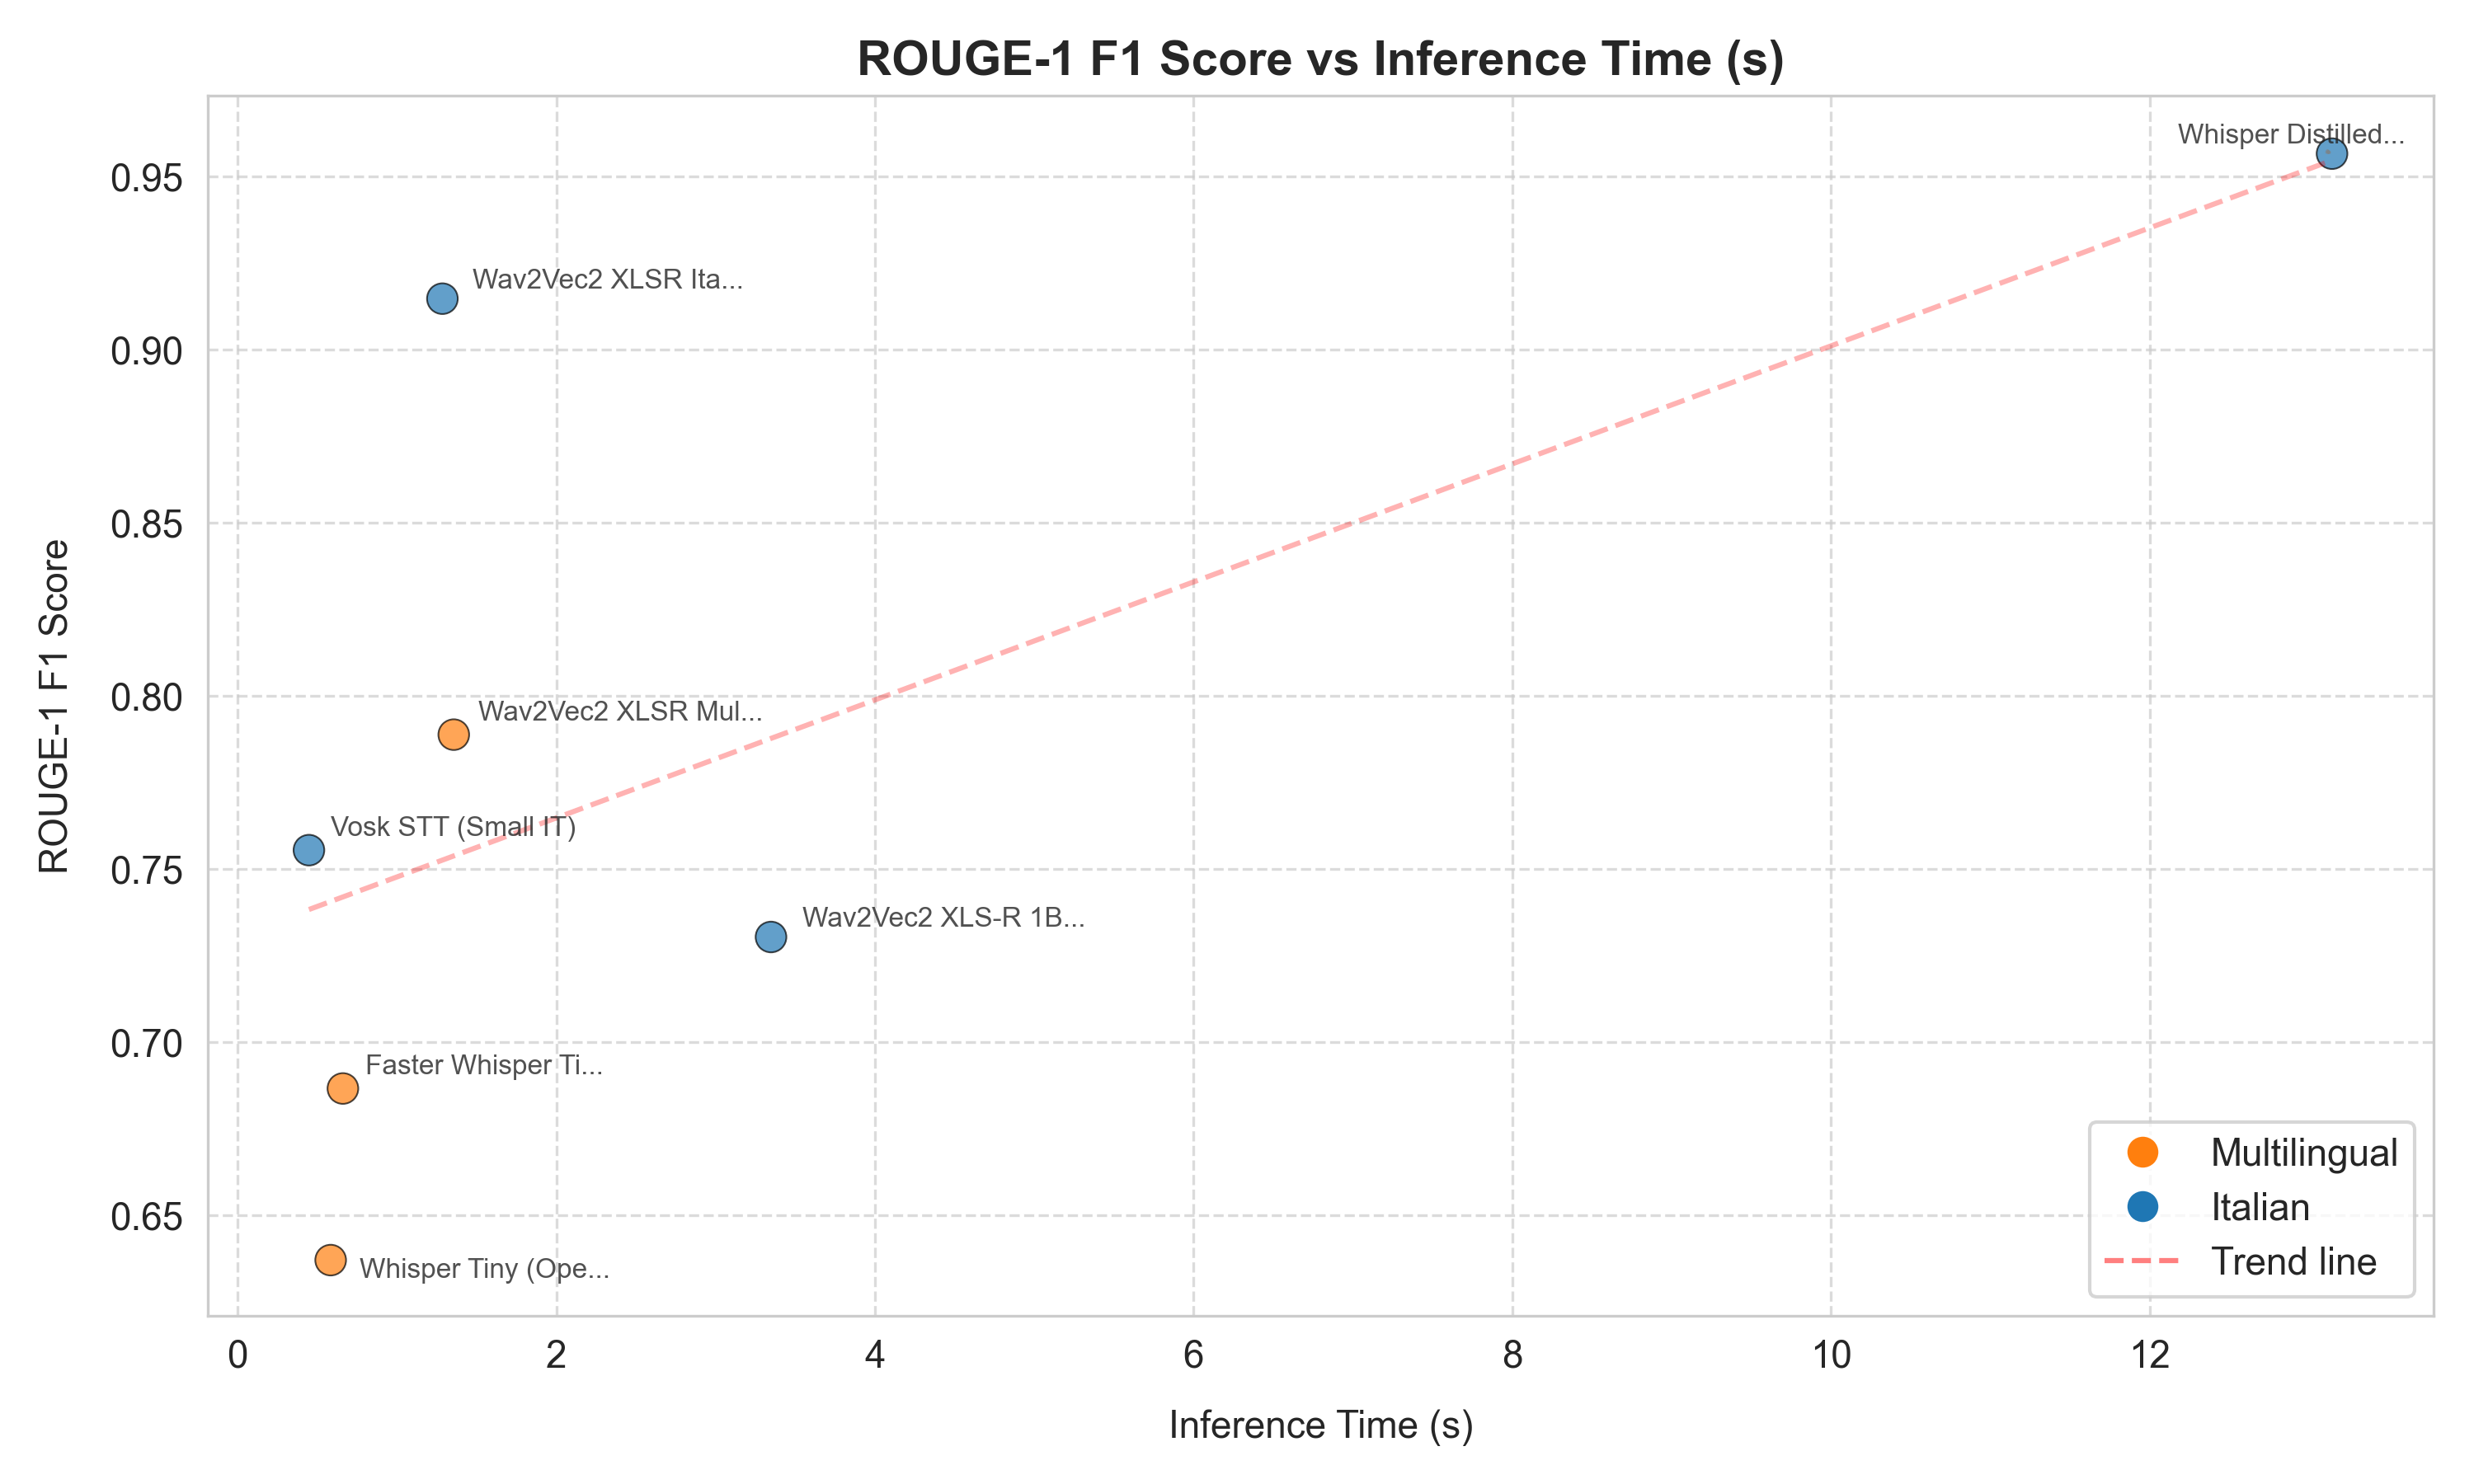 ROUGE-1 F1 Score vs Inference Time (s)
ROUGE-1 F1 Score
0.95
0.90
0.85
0.80
0.75
0.70
0.65
Whisper Distilled...
Wav2Vec2 XLSR Ita...
Wav2Vec2 XLSR Mul...
Vosk STT (Small IT)
Wav2Vec2 XLS-R 1B...
Faster Whisper Ti...
Whisper Tiny (Ope...
Multilingual
Italian
Trend line
0 2 4 6 8 10 12
Inference Time (s)